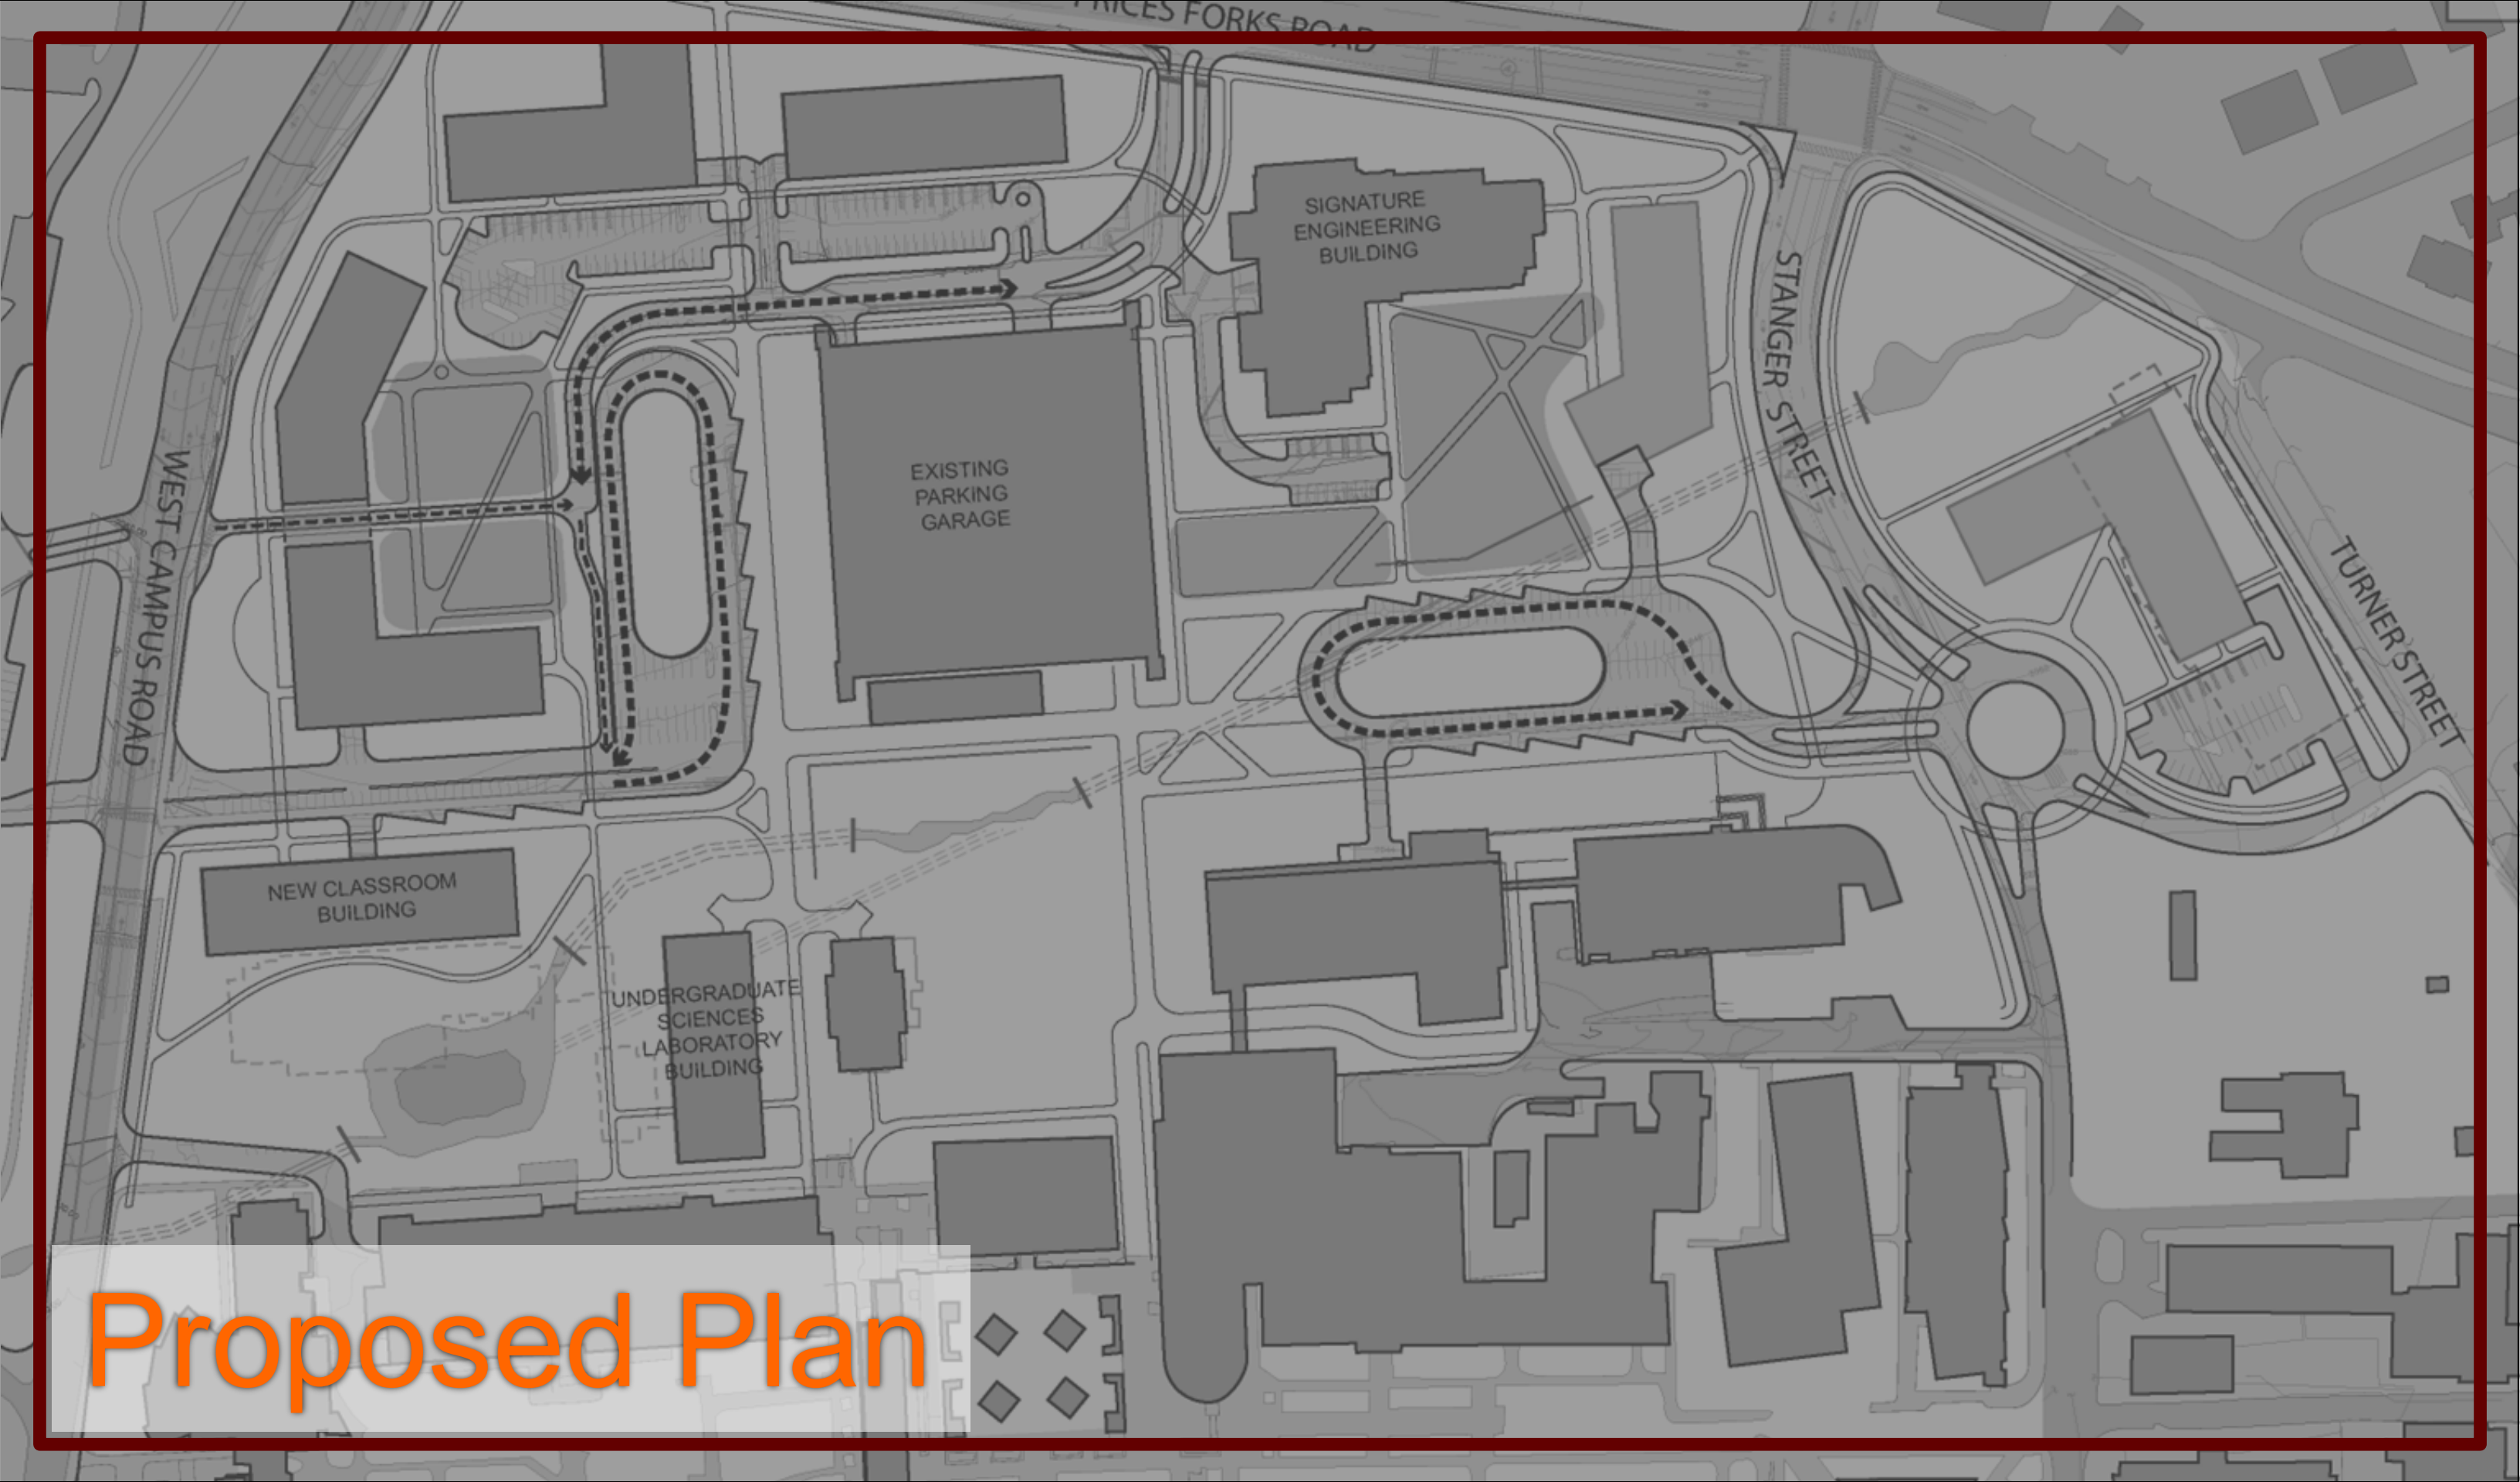 PRICES FORKS ROAD
SIGNATURE
ENGINEERING
BUILDING
STANGER STREET
WEST CAMPUS ROAD
EXISTING
PARKING
GARAGE
TURNER STREET
NEW CLASSROOM
BUILDING
UNDERGRADUATE
SCIENCES
LABORATORY
BUILDING
Proposed Plan